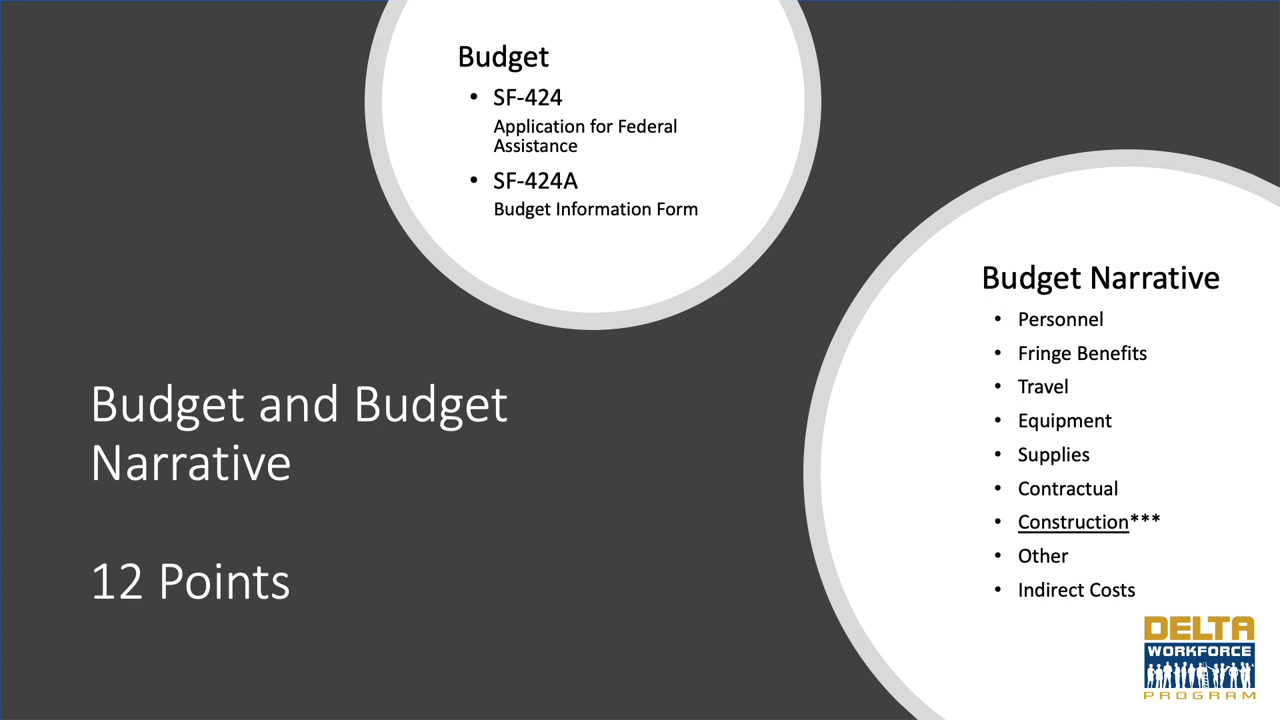 Budget
• SF-424
Application for Federal
Assistance
• SF-424A
Budget Information Form
Budget Narrative
• Personnel
• Fringe Benefits
• Travel
• Equipment
• Supplies
• Contractual
• Construction***
• Other
• Indirect Costs
Budget and Budget
Narrative
12 Points
DELTA
WORKFORCE
PROGRAM